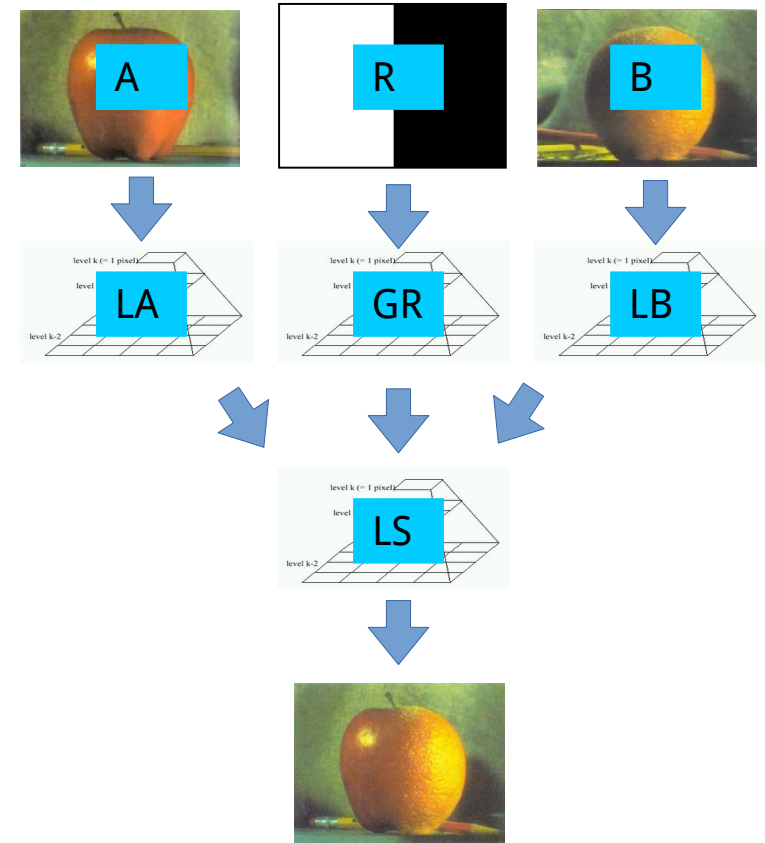 A
R
B
level k (= 1 pixel)
level
LA
level k-2
level k (= 1 pixel)
level
GR
level k-2
level k (= 1 pixel)
level
LB
level k-2
level k (= 1 pixel)
level
LS
level k-2